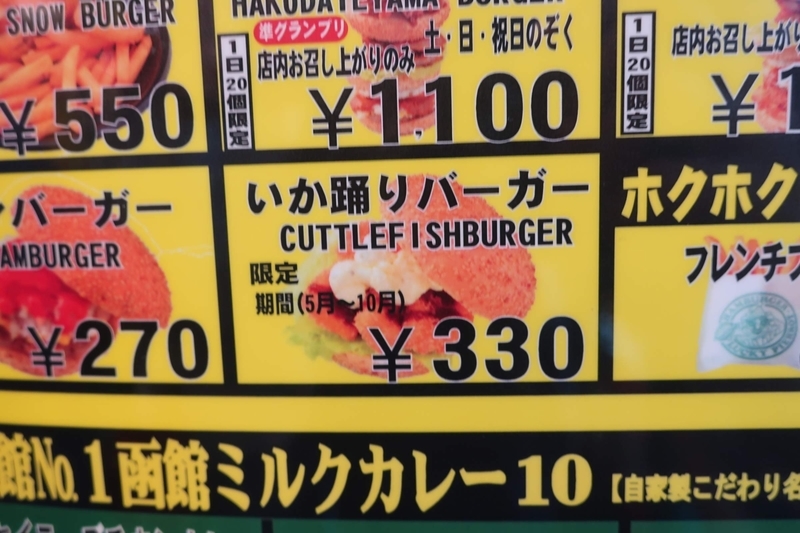 SNOW BURGER
¥550
HAKODATEYAMA BURGER
準グランプリ
土・日・祝日のぞく
店内お召し上がりのみ
1日20個限定
¥1100
店内お召し上が
1日20個限定
¥1
バーガー
AMBURGER
¥270
いか踊りバーガー
CUTTLEFISHBURGER
限定
期間(5月~10月)
¥330
ホクホク
フレンチフ
館No.1函館ミルクカレー10
【自家製こだわり名